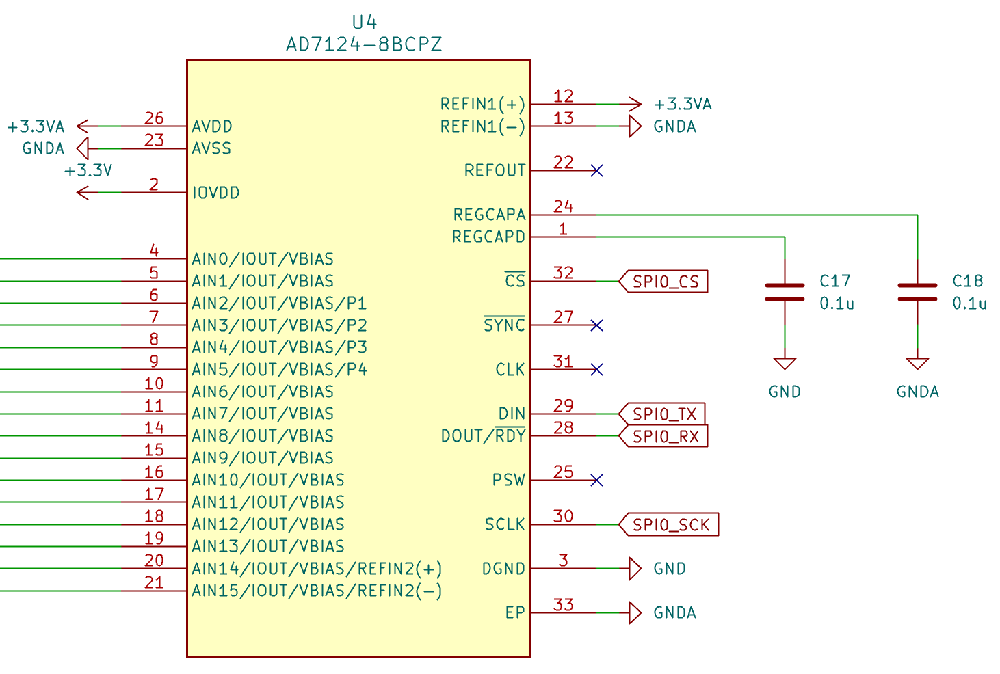 U4
AD7124-8BCPZ
+3.3VA
26
AVDD
GNDA
23
AVSS
+3.3V
2
IOVDD
4
AIN0/IOUT/VBIAS
5
AIN1/IOUT/VBIAS
6
AIN2/IOUT/VBIAS/P1
7
AIN3/IOUT/VBIAS/P2
8
AIN4/IOUT/VBIAS/P3
9
AIN5/IOUT/VBIAS/P4
10
AIN6/IOUT/VBIAS
11
AIN7/IOUT/VBIAS
14
AIN8/IOUT/VBIAS
15
AIN9/IOUT/VBIAS
16
AIN10/IOUT/VBIAS
17
AIN11/IOUT/VBIAS
18
AIN12/IOUT/VBIAS
19
AIN13/IOUT/VBIAS
20
AIN14/IOUT/VBIAS/REFIN2(+)
21
AIN15/IOUT/VBIAS/REFIN2(-)
REFIN1(+)
12
+3.3VA
REFIN1(-)
13
GNDA
REFOUT
22
REGCAPA
24
REGCAPD
1
CS
32
SPI0_CS
SYNC
27
CLK
31
DIN
29
SPI0_TX
DOUT/RDY
28
SPI0_RX
PSW
25
SCLK
30
SPI0_SCK
DGND
3
GND
EP
33
GNDA
C17
0.1u
GND
C18
0.1u
GNDA